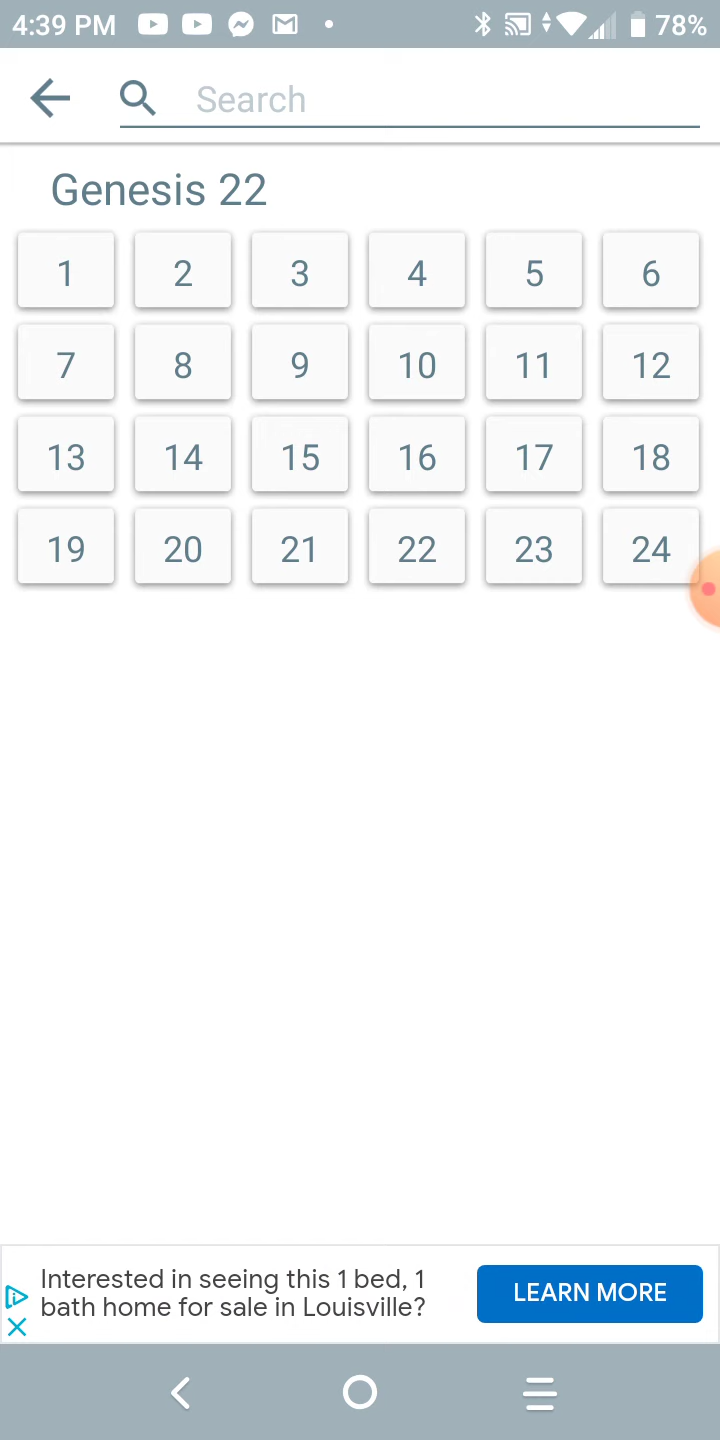 4:39 PM 78%
Search
Genesis 22
1 2 3 4 5 6
7 8 9 10 11 12
13 14 15 16 17 18
19 20 21 22 23 24
Interested in seeing this 1 bed, 1
bath home for sale in Louisville?
LEARN MORE